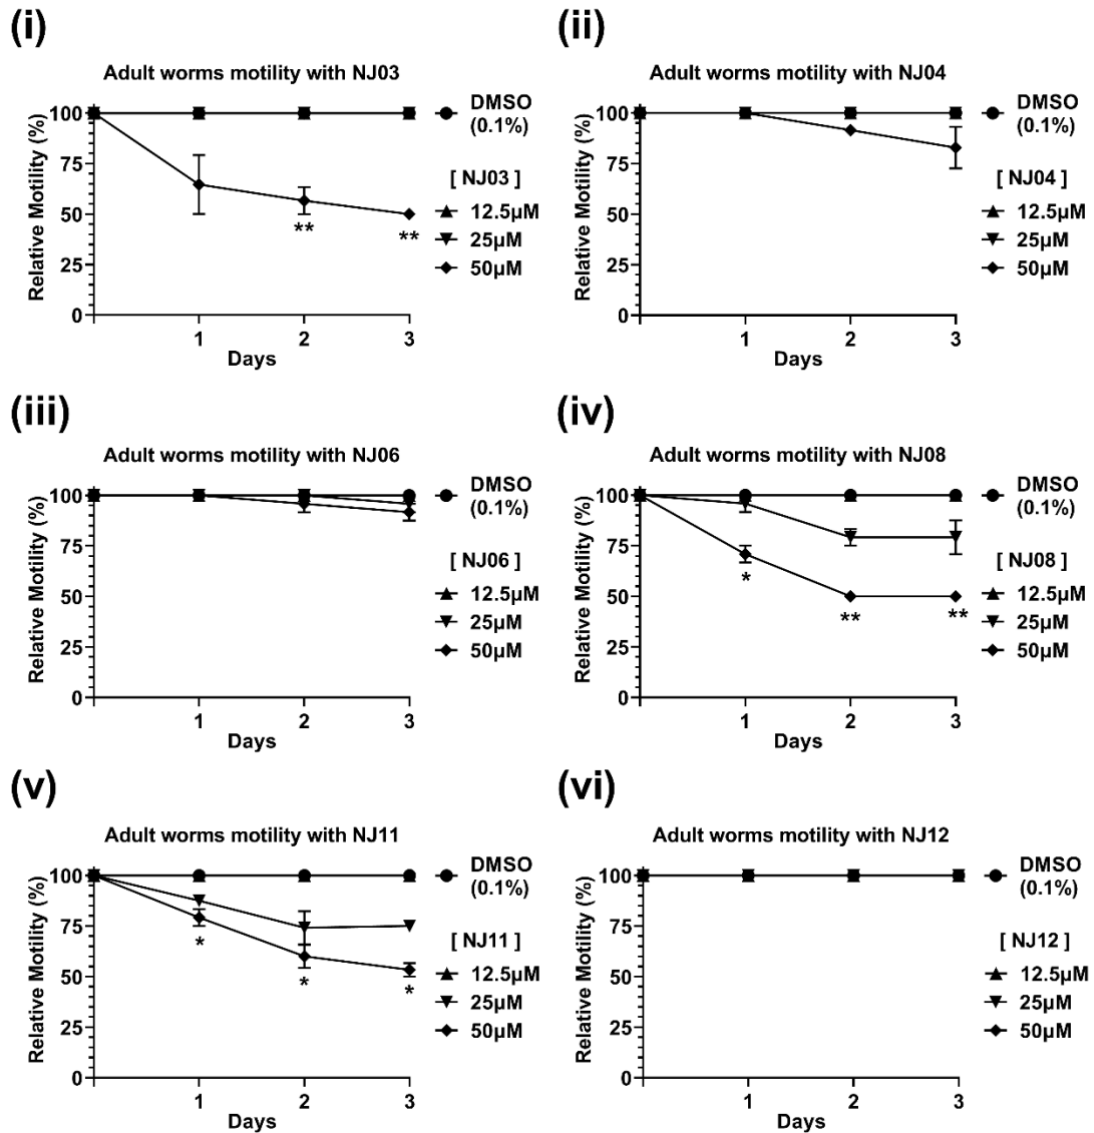 (i)
Adult worms motility with NJ03
Relative Motility (%)
100
75
50
25
0
**
**
1
2
3
Days
DMSO
(0.1%)
[ NJ03 ]
12.5µM
25µM
50µM
(ii)
Adult worms motility with NJ04
Relative Motility (%)
100
75
50
25
0
1
2
3
Days
DMSO
(0.1%)
[ NJ04 ]
12.5µM
25µM
50µM
(iii)
Adult worms motility with NJ06
Relative Motility (%)
100
75
50
25
0
1
2
3
Days
DMSO
(0.1%)
[ NJ06 ]
12.5µM
25µM
50µM
(iv)
Adult worms motility with NJ08
Relative Motility (%)
100
75
50
25
0
*
**
**
1
2
3
Days
DMSO
(0.1%)
[ NJ08 ]
12.5µM
25µM
50µM
(v)
Adult worms motility with NJ11
Relative Motility (%)
100
75
50
25
0
*
*
*
1
2
3
Days
DMSO
(0.1%)
[ NJ11 ]
12.5µM
25µM
50µM
(vi)
Adult worms motility with NJ12
Relative Motility (%)
100
75
50
25
0
1
2
3
Days
DMSO
(0.1%)
[ NJ12 ]
12.5µM
25µM
50µM